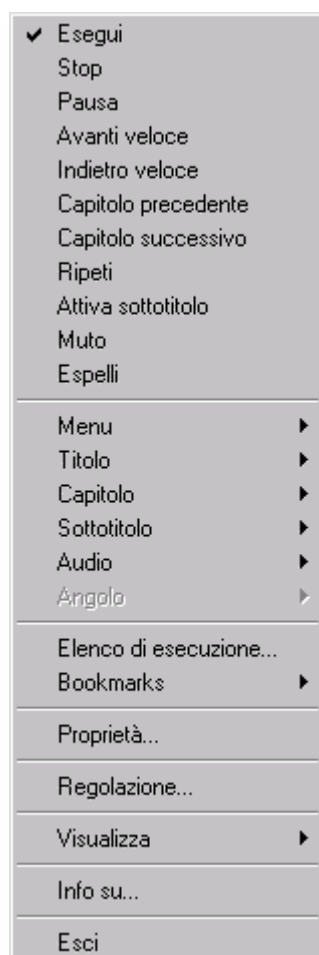 Esegui
Stop
Pausa
Avanti veloce
Indietro veloce
Capitolo precedente
Capitolo successivo
Ripeti
Attiva sottotitolo
Muto
Espelli
Menu
Titolo
Capitolo
Sottotitolo
Audio
Angolo
Elenco di esecuzione...
Bookmarks
Proprietà...
Regolazione...
Visualizza
Info su...
Esci